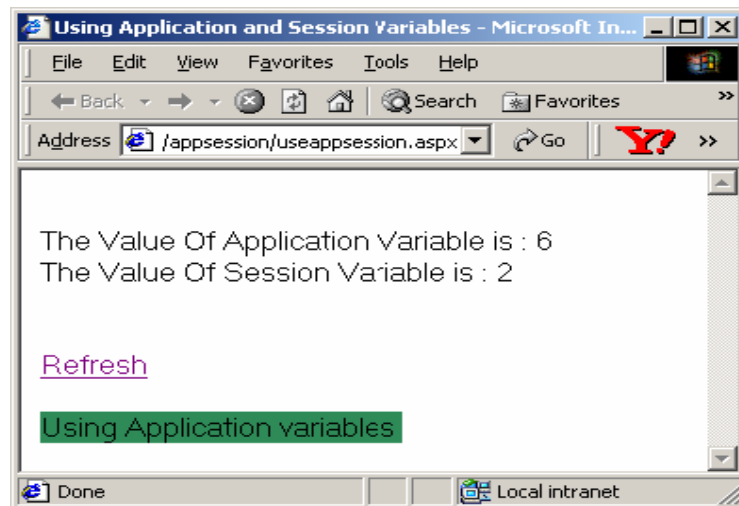 Using Application and Session Variables - Microsoft In...
File Edit View Favorites Tools Help
Back Search Favorites »
Address /appsession/useappsession.aspx Go Y! »
The Value Of Application Variable is : 6
The Value Of Session Variable is : 2
Refresh
Using Application variables
Done Local intranet